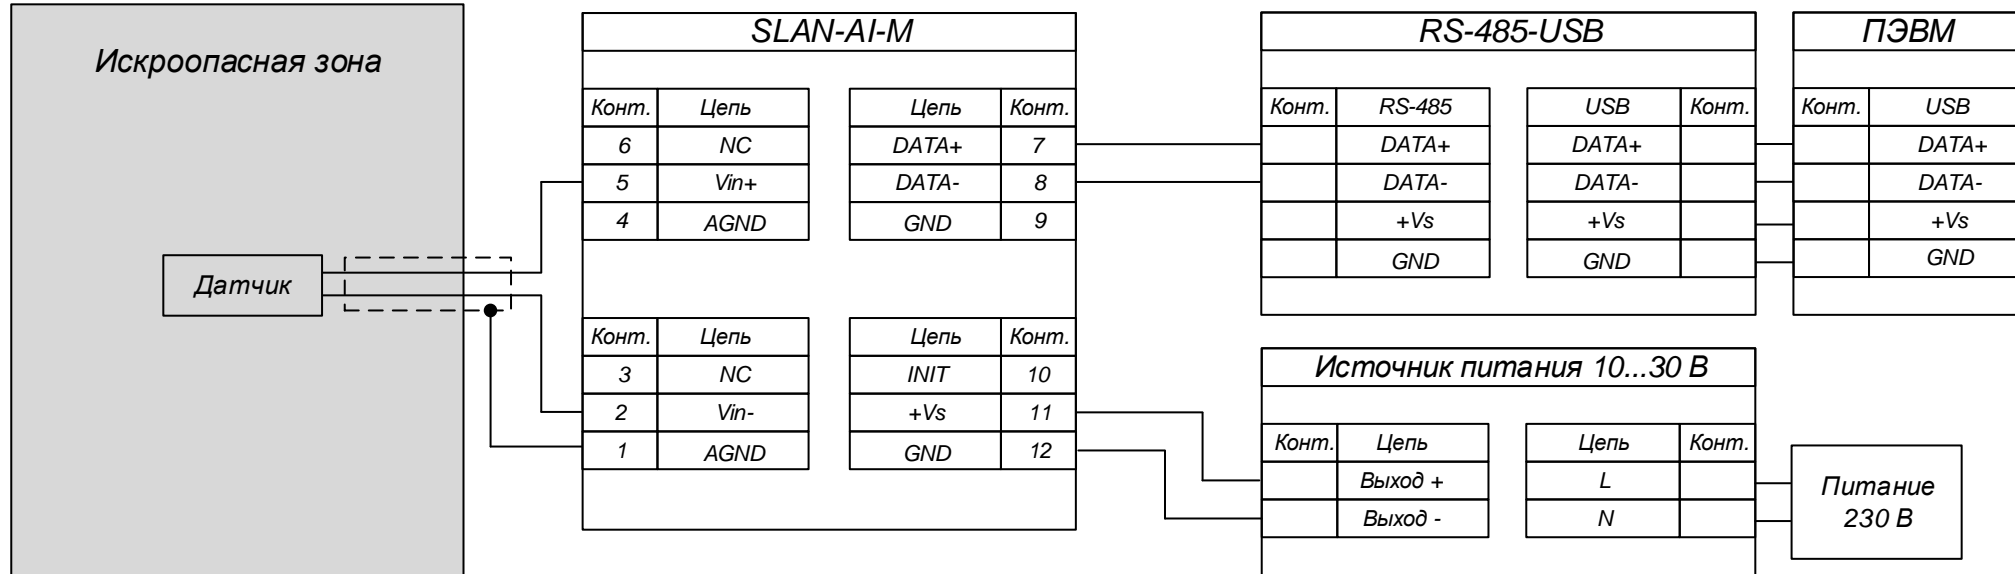 Искроопасная зона
Датчик
SLAN-AI-M
Конт. Цепь Цепь Конт.
6 NC DATA+ 7
5 Vin+ DATA- 8
4 AGND GND 9
Конт. Цепь Цепь Конт.
3 NC INIT 10
2 Vin- +Vs 11
1 AGND GND 12
RS-485-USB
Конт. RS-485 USB Конт.
DATA+ DATA+
DATA- DATA-
+Vs +Vs
GND GND
ПЭВМ
Конт. USB
DATA+
DATA-
+Vs
GND
Источник питания 10...30 В
Конт. Цепь Цепь Конт.
Выход + L
Выход - N
Питание
230 В